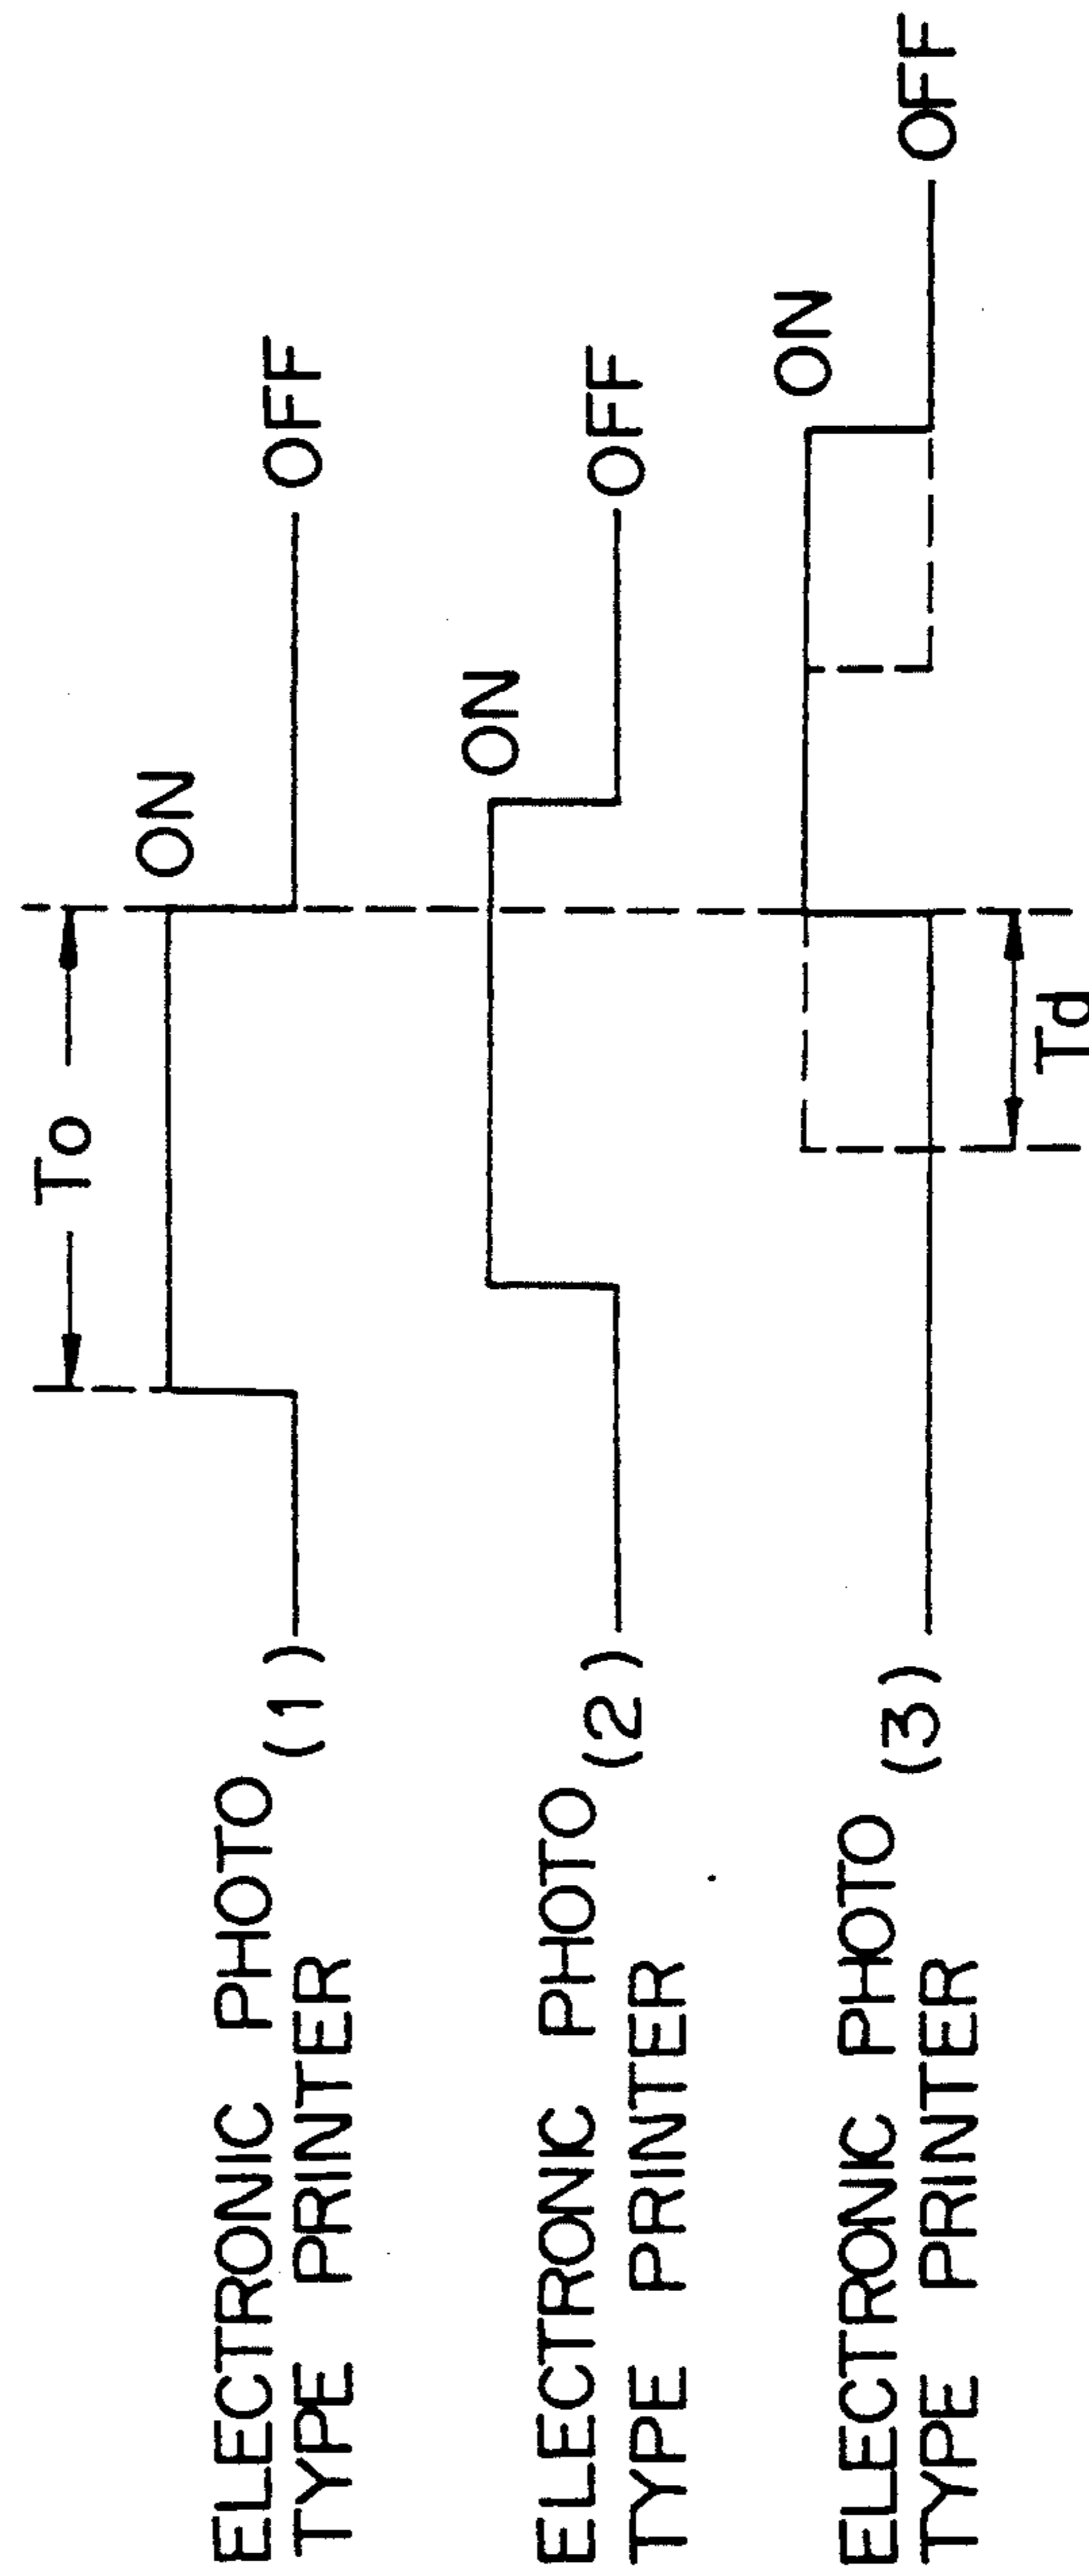 To
ELECTRONIC PHOTO
TYPE PRINTER
(1)
ON
OFF
ELECTRONIC PHOTO
TYPE PRINTER
(2)
ON
OFF
ELECTRONIC PHOTO
TYPE PRINTER
(3)
ON
OFF
Td